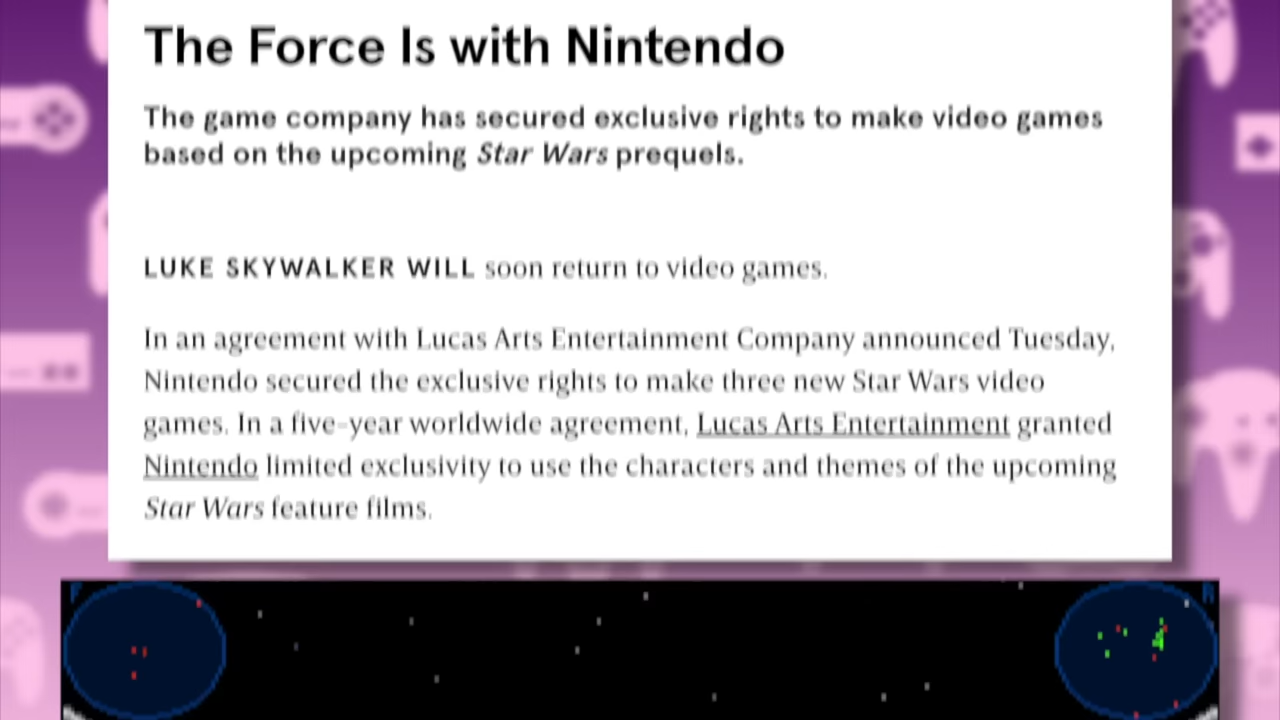 The Force Is with Nintendo
The game company has secured exclusive rights to make video games
based on the upcoming Star Wars prequels.
LUKE SKYWALKER WILL soon return to video games.
In an agreement with Lucas Arts Entertainment Company announced Tuesday,
Nintendo secured the exclusive rights to make three new Star Wars video
games. In a five-year worldwide agreement, Lucas Arts Entertainment granted
Nintendo limited exclusivity to use the characters and themes of the upcoming
Star Wars feature films.
F R